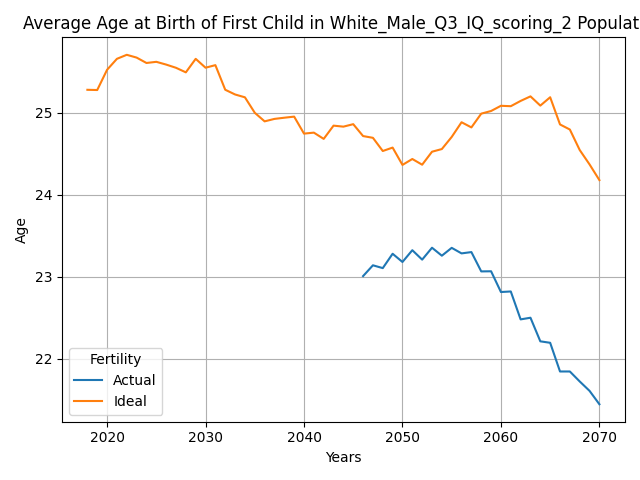 Average Age at Birth of First Child in White_Male_Q3_IQ_scoring_2 Populat
25
24
23
22
Age
Fertility
Actual
Ideal
2020 2030 2040 2050 2060 2070
Years